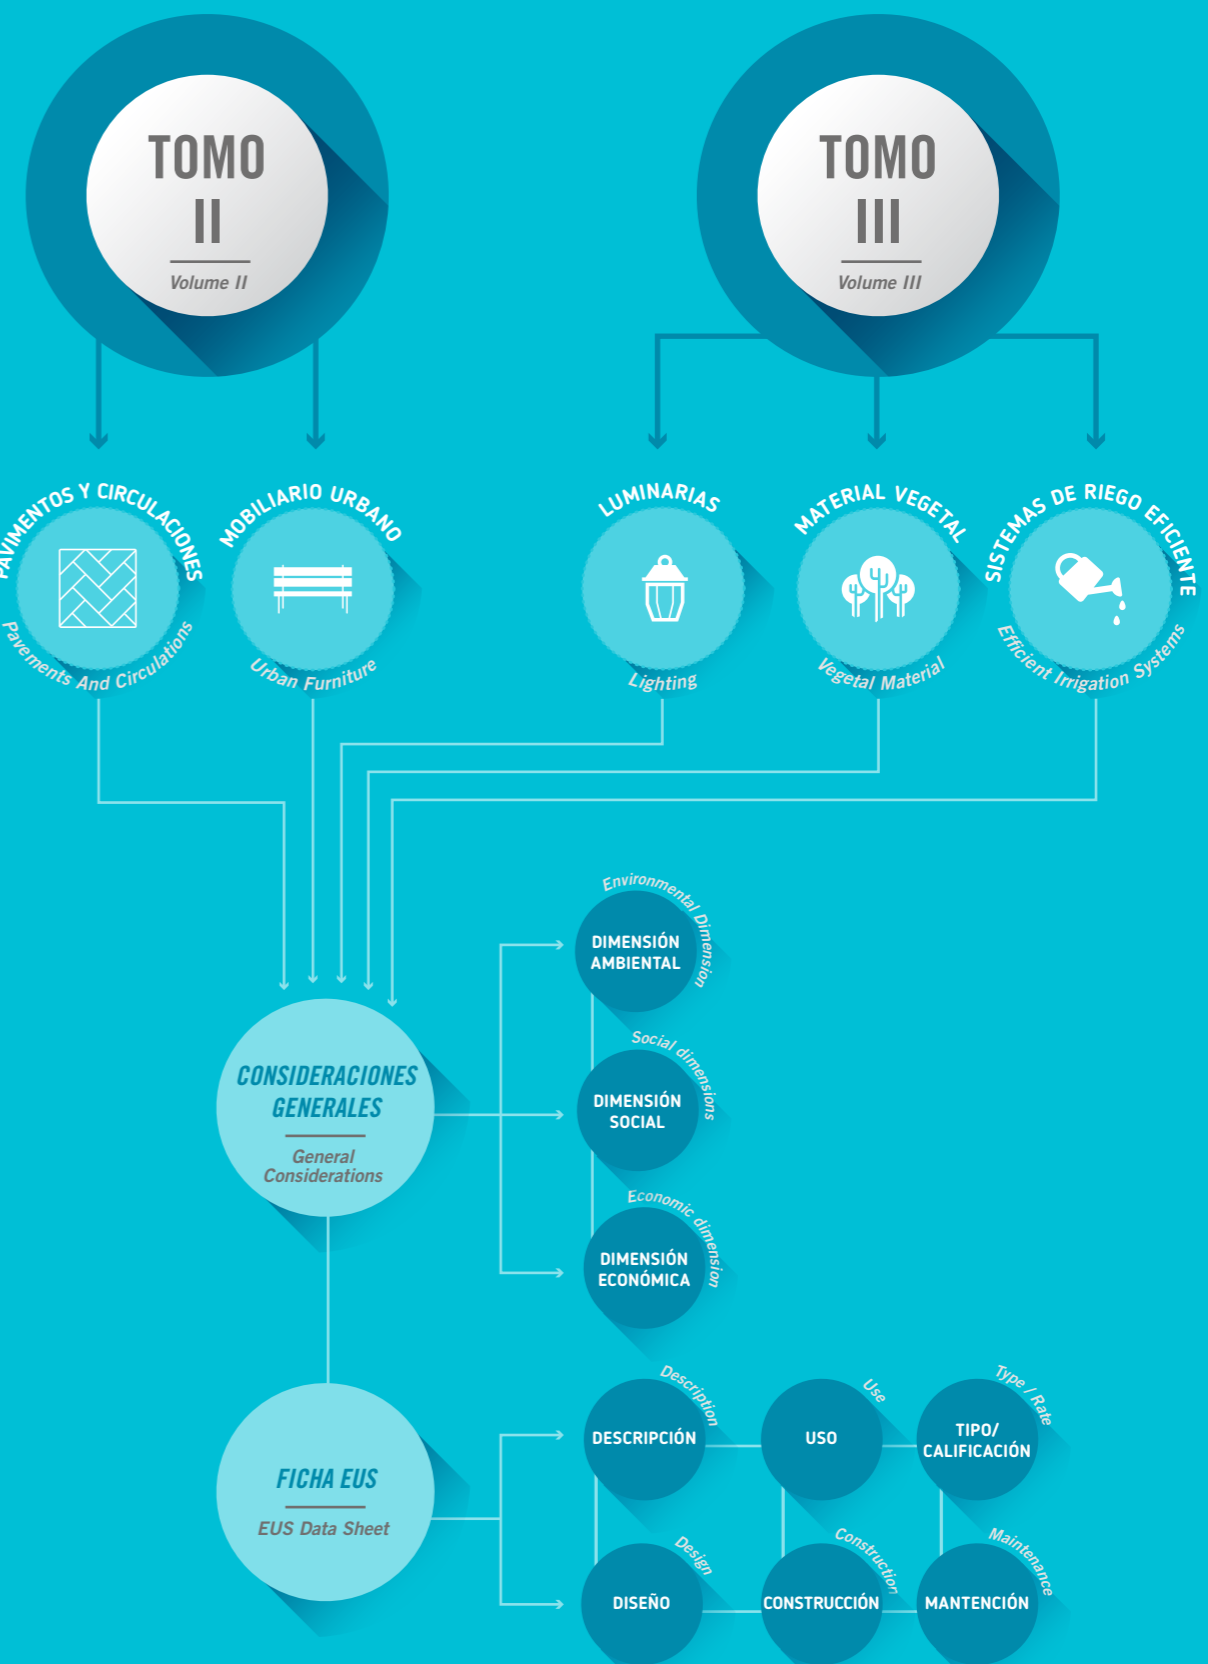 TOMO
II
Volume II
TOMO
III
Volume III
PAVIMENTOS Y CIRCULACIONES
Pavements And Circulations
MOBILIARIO URBANO
Urban Furniture
LUMINARIAS
Lighting
MATERIAL VEGETAL
Vegetal Material
SISTEMAS DE RIEGO EFICIENTE
Efficient Irrigation Systems
CONSIDERACIONES
GENERALES
General
Considerations
Environmental Dimension
DIMENSIÓN
AMBIENTAL
Social dimensions
DIMENSIÓN
SOCIAL
Economic dimension
DIMENSIÓN
ECONÓMICA
FICHA EUS
EUS Data Sheet
Description
DESCRIPCIÓN
Use
USO
Type / Rate
TIPO/
CALIFICACIÓN
Design
DISEÑO
Construction
CONSTRUCCIÓN
Maintenance
MANTENCIÓN